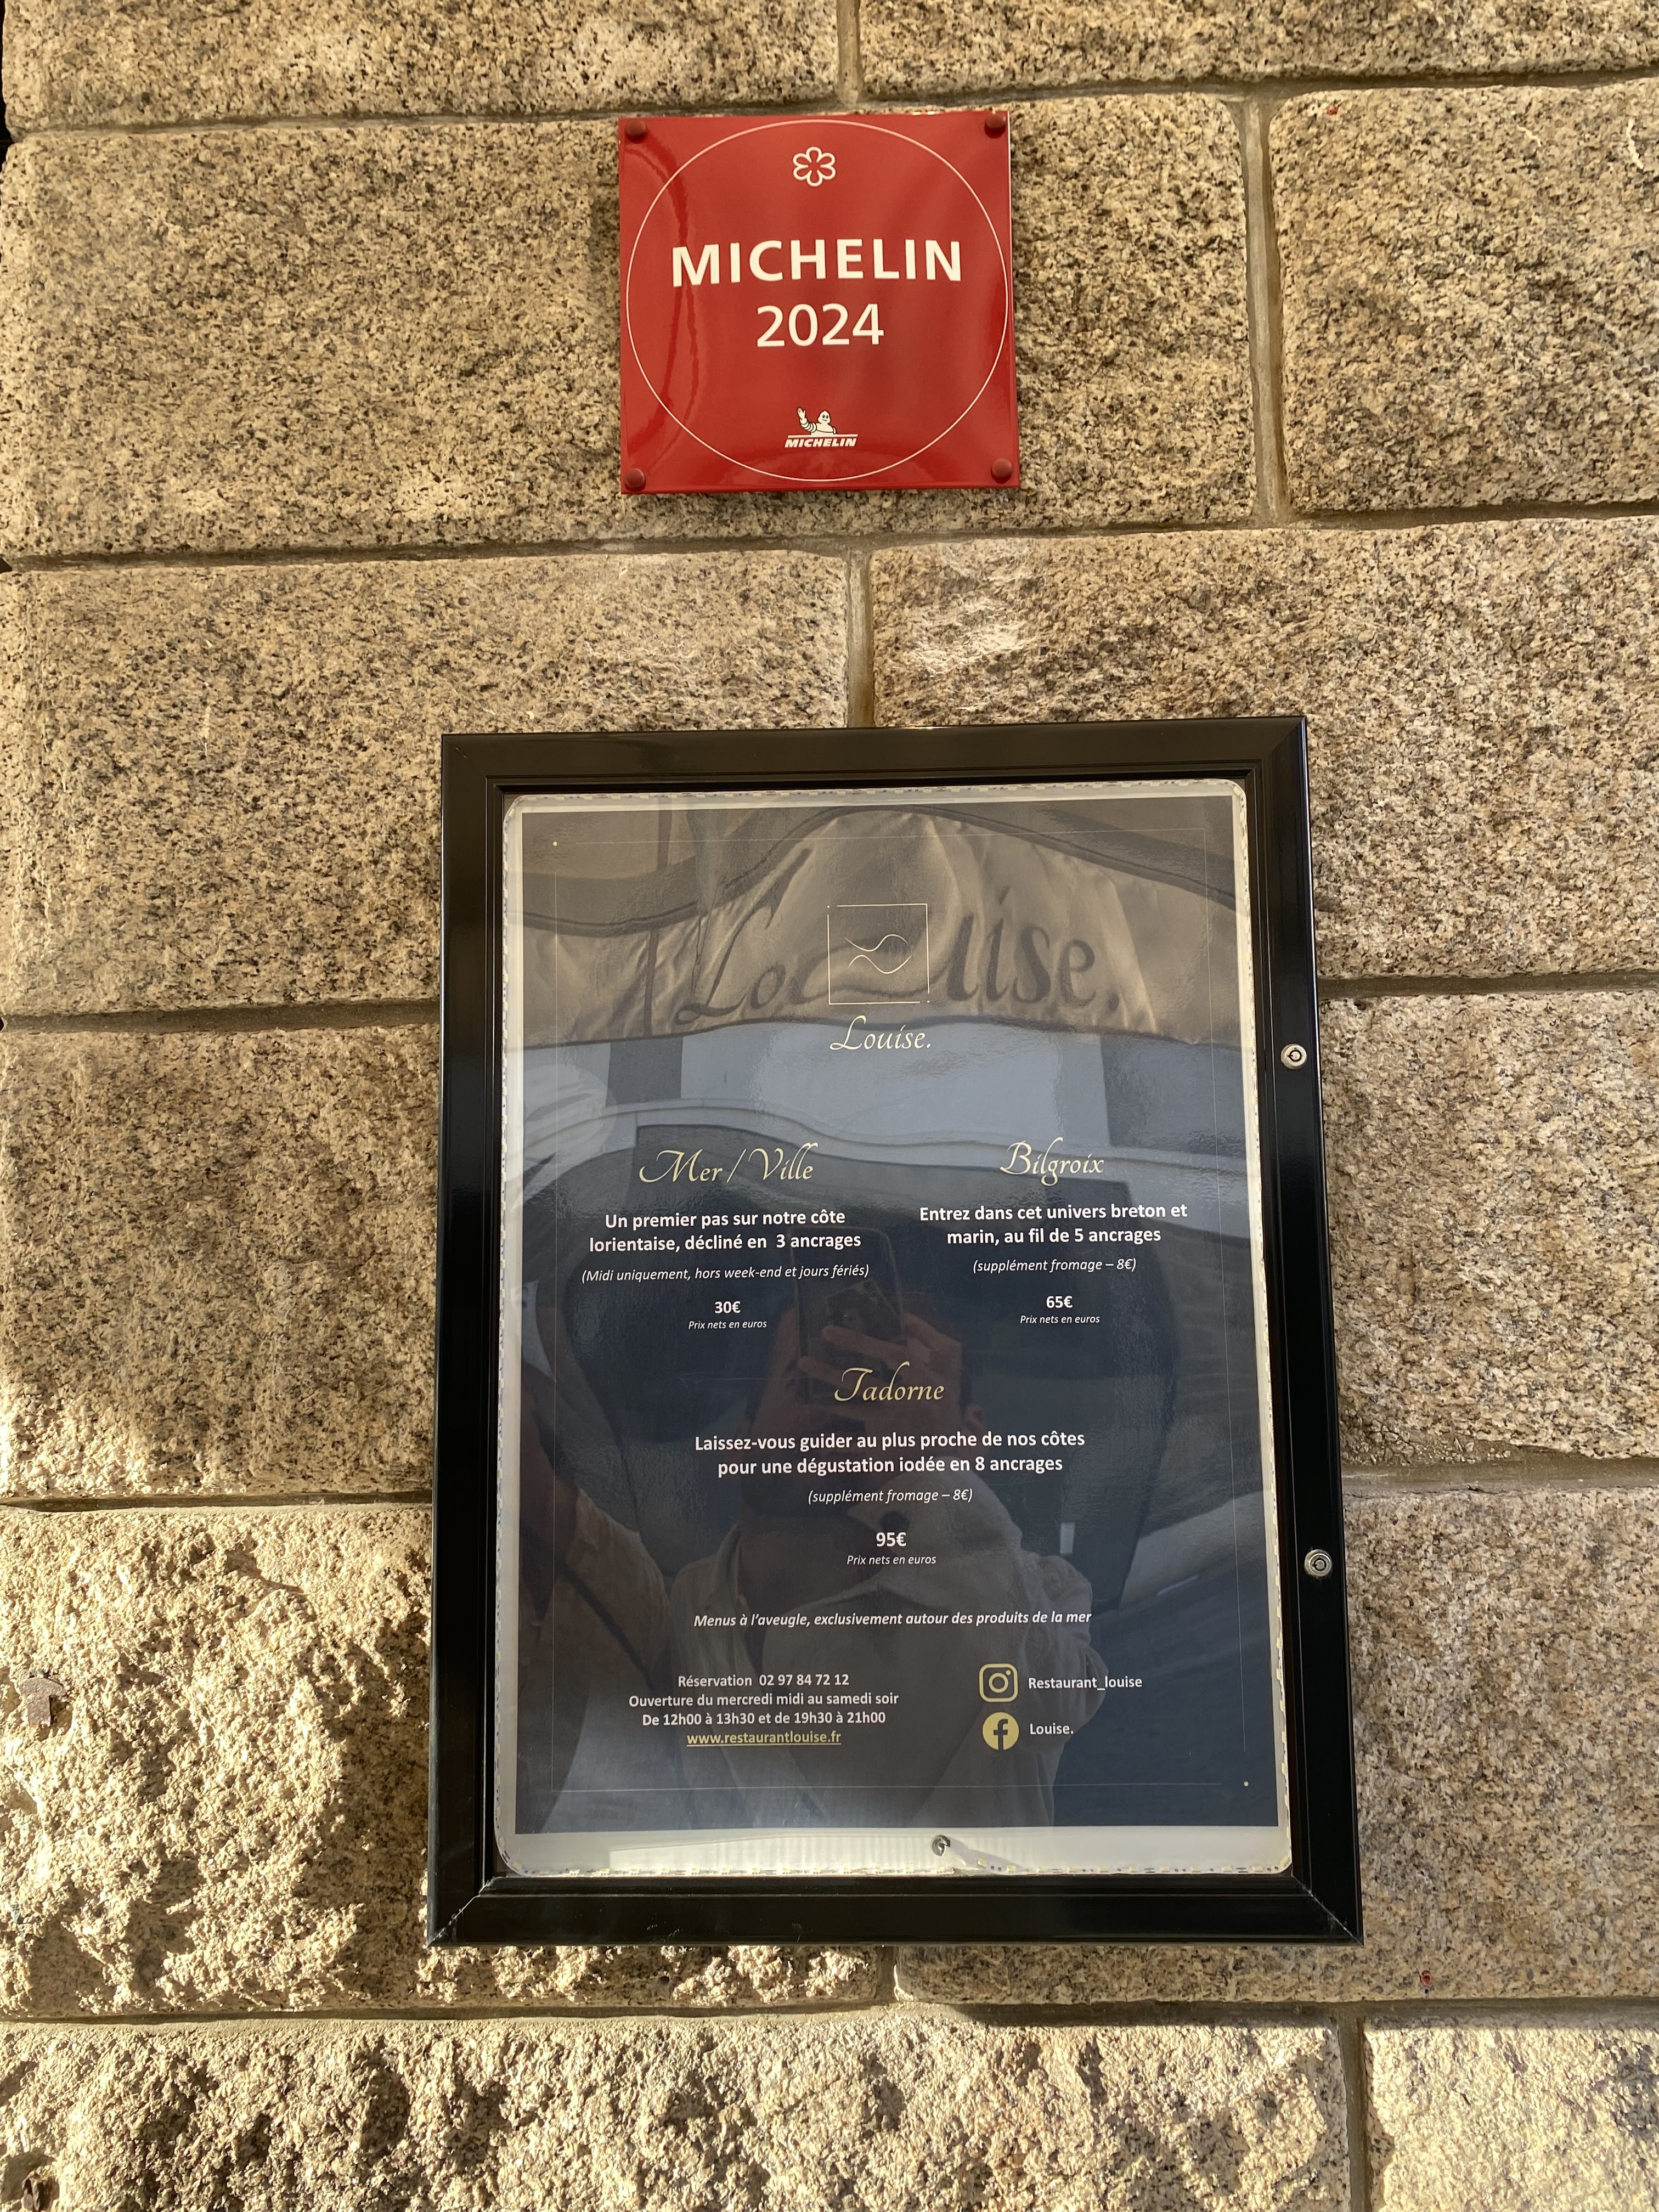 MICHELIN
2024
MICHELIN
Louise.
Louise.
Mer / Ville
Un premier pas sur notre côte
lorientaise, décliné en 3 ancrages
(Midi uniquement, hors week-end et jours fériés)
30€
Prix nets en euros
Bilgroix
Entrez dans cet univers breton et
marin, au fil de 5 ancrages
(supplément fromage – 8€)
65€
Prix nets en euros
Tadorne
Laissez-vous guider au plus proche de nos côtes
pour une dégustation iodée en 8 ancrages
(supplément fromage – 8€)
95€
Prix nets en euros
Menus à l’aveugle, exclusivement autour des produits de la mer
Réservation 02 97 84 72 12
Ouverture du mercredi midi au samedi soir
De 12h00 à 13h30 et de 19h30 à 21h00
www.restaurantlouise.fr
Restaurant_louise
Louise.